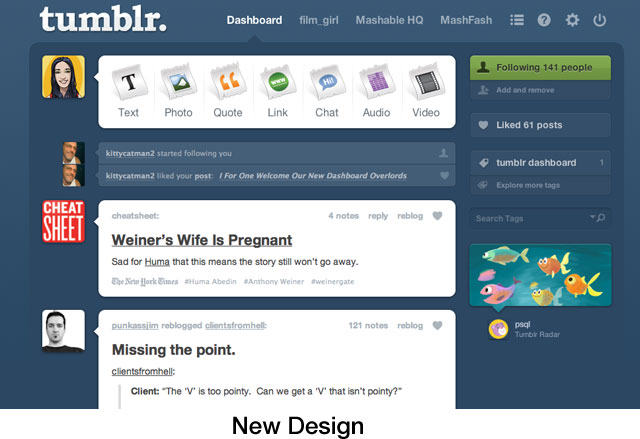 tumblr.
Dashboard film_girl Mashable HQ MashFash
T Hi! WWW
Text Photo Quote Link Chat Audio Video
Following 141 people
Add and remove
kittycatman2 started following you
kittycatman2 liked your post: I For One Welcome Our New Dashboard Overlords
Liked 61 posts
tumblr dashboard 1
Explore more tags
Search Tags
CHEAT
SHEET
cheatsheet: 4 notes reply reblog
Weiner's Wife Is Pregnant
Sad for Huma that this means the story still won't go away.
The New York Times #Huma Abedin #Anthony Weiner #weinergate
psql
Tumblr Radar
punkassjim reblogged clientsfromhell: 121 notes reblog
Missing the point.
clientsfromhell:
Client: "The 'V' is too pointy. Can we get a 'V' that isn't pointy?"
New Design